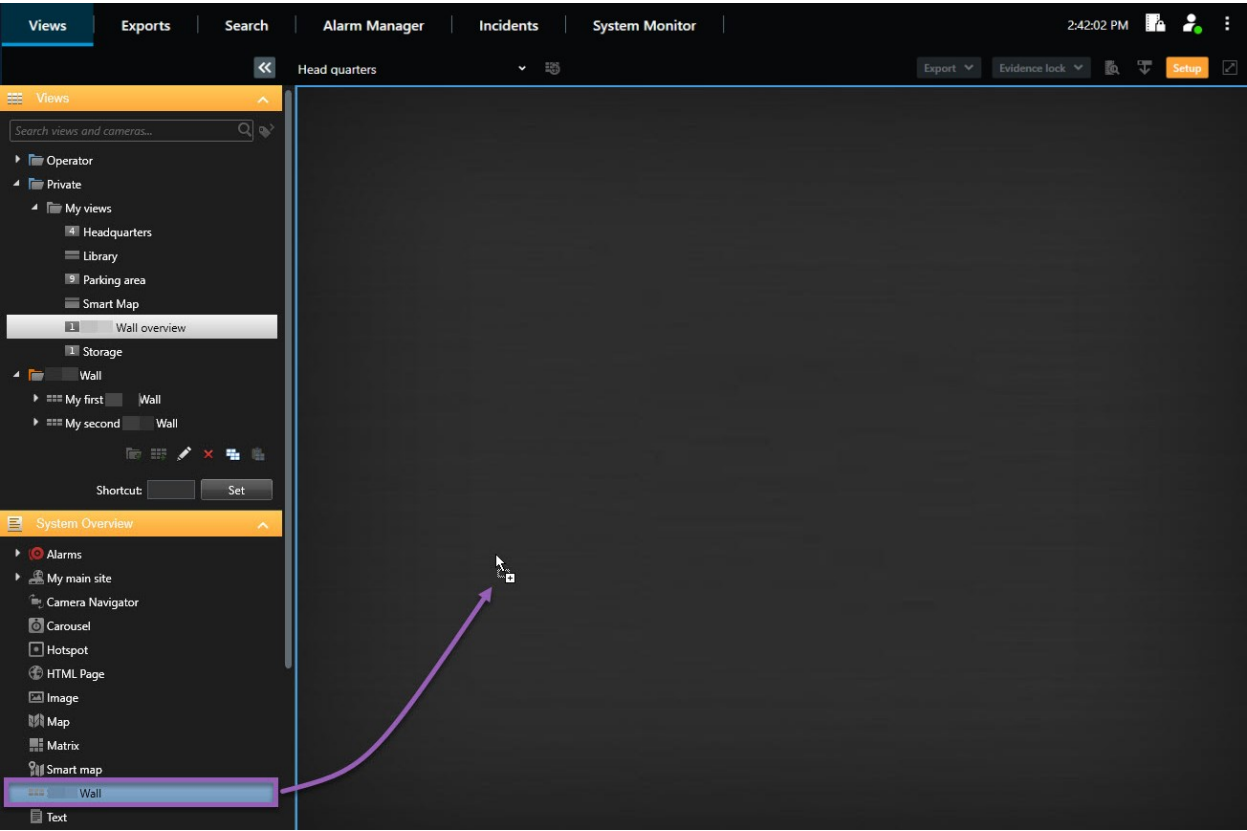 Views Exports Search Alarm Manager Incidents System Monitor 2:42:02 PM
Head quarters Export Evidence lock Setup
Views
Search views and cameras...
Operator
Private
My views
4 Headquarters
Library
9 Parking area
Smart Map
1 Wall overview
1 Storage
Wall
My first Wall
My second Wall
Shortcut: Set
System Overview
Alarms
My main site
Camera Navigator
Carousel
Hotspot
HTML Page
Image
Map
Matrix
Smart map
Wall
Text